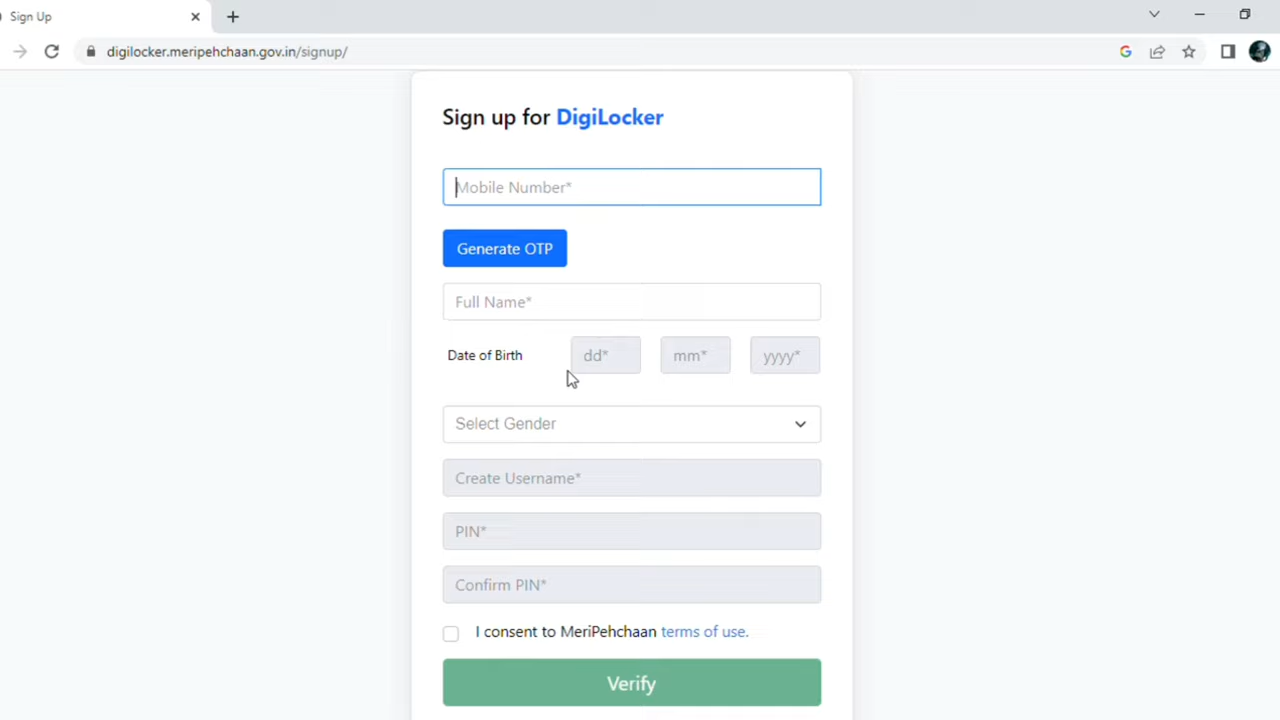 Sign Up
digilocker.meripehchaan.gov.in/signup/
Sign up for DigiLocker
Mobile Number*
Generate OTP
Full Name*
Date of Birth dd* mm* yyyy*
Select Gender
Create Username*
PIN*
Confirm PIN*
I consent to MeriPehchaan terms of use.
Verify